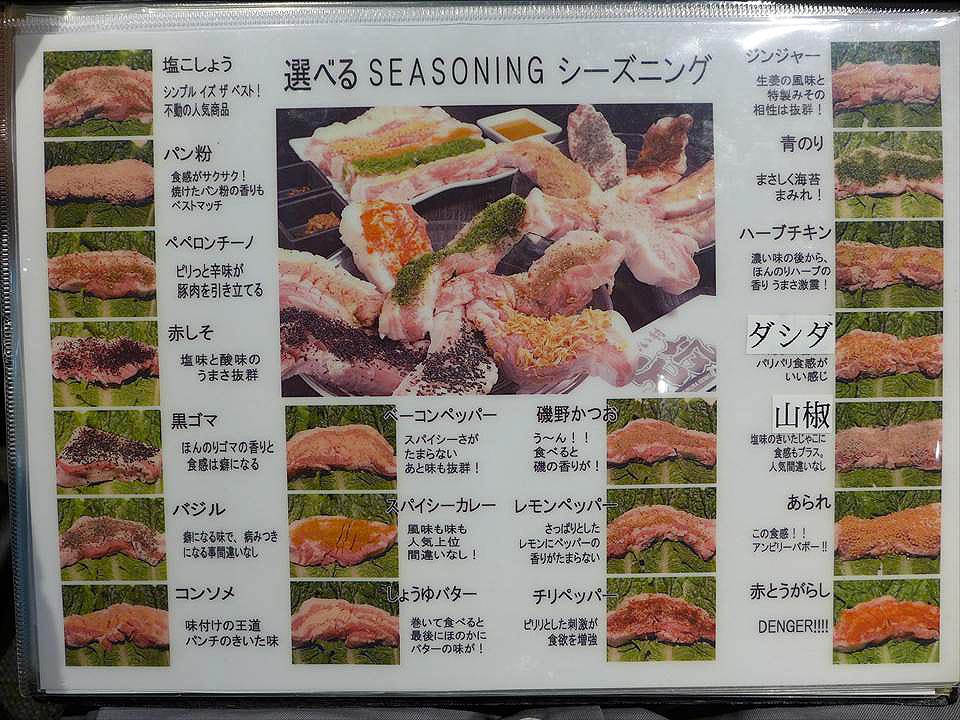 選べる SEASONING シーズニング
塩こしょう
シンプル イズ ザ ベスト!
不動の人気商品
パン粉
食感がサクサク!
焼けたパン粉の香りも
ベストマッチ
ペペロンチーノ
ピリっと辛味が
豚肉を引き立てる
赤しそ
塩味と酸味の
うまさ抜群
黒ゴマ
ほんのりゴマの香りと
食感は癖になる
バジル
癖になる味で、病みつき
になる事間違いなし
コンソメ
味付けの王道
パンチのきいた味
ベーコンペッパー
スパイシーさが
たまらない
あと味も抜群!
スパイシーカレー
風味も味も
人気上位
間違いなし!
しょうゆバター
巻いて食べると
最後にほのかに
バターの味が!
磯野かつお
う~ん!!
食べると
磯の香りが!
レモンペッパー
さっぱりとした
レモンにペッパーの
香りがたまらない
チリペッパー
ピリりとした刺激が
食欲を増強
ジンジャー
生姜の風味と
特製みその
相性は抜群!
青のり
まさしく海苔
まみれ!
ハーブチキン
濃い味の後から、
ほんのりハーブの
香り うまさ激震!
ダシダ
パリパリ食感が
いい感じ
山椒
塩味のきいたじゃこに
食感もプラス。
人気間違いなし
あられ
この食感!!
アンビリーバボー!!
赤とうがらし
DENGER!!!!